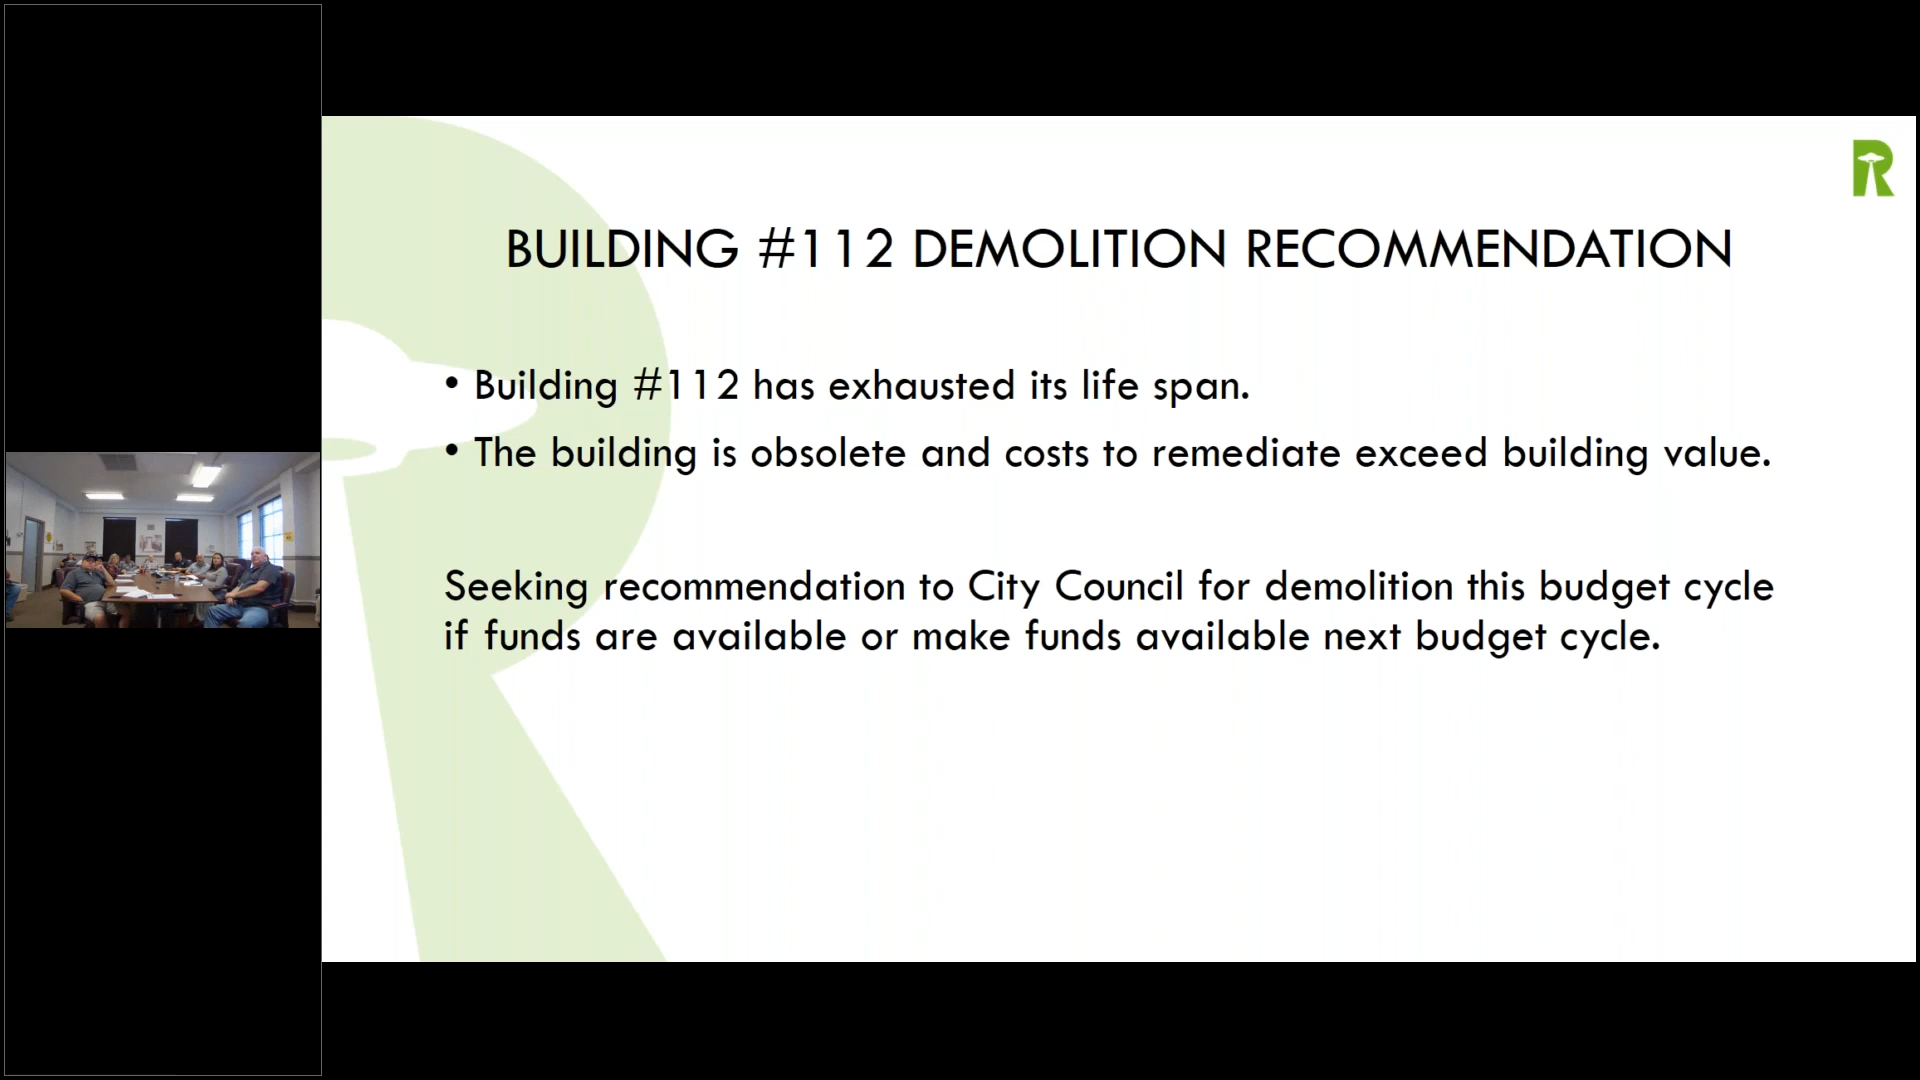 R
BUILDING #112 DEMOLITION RECOMMENDATION
• Building #112 has exhausted its life span.
• The building is obsolete and costs to remediate exceed building value.
Seeking recommendation to City Council for demolition this budget cycle
if funds are available or make funds available next budget cycle.